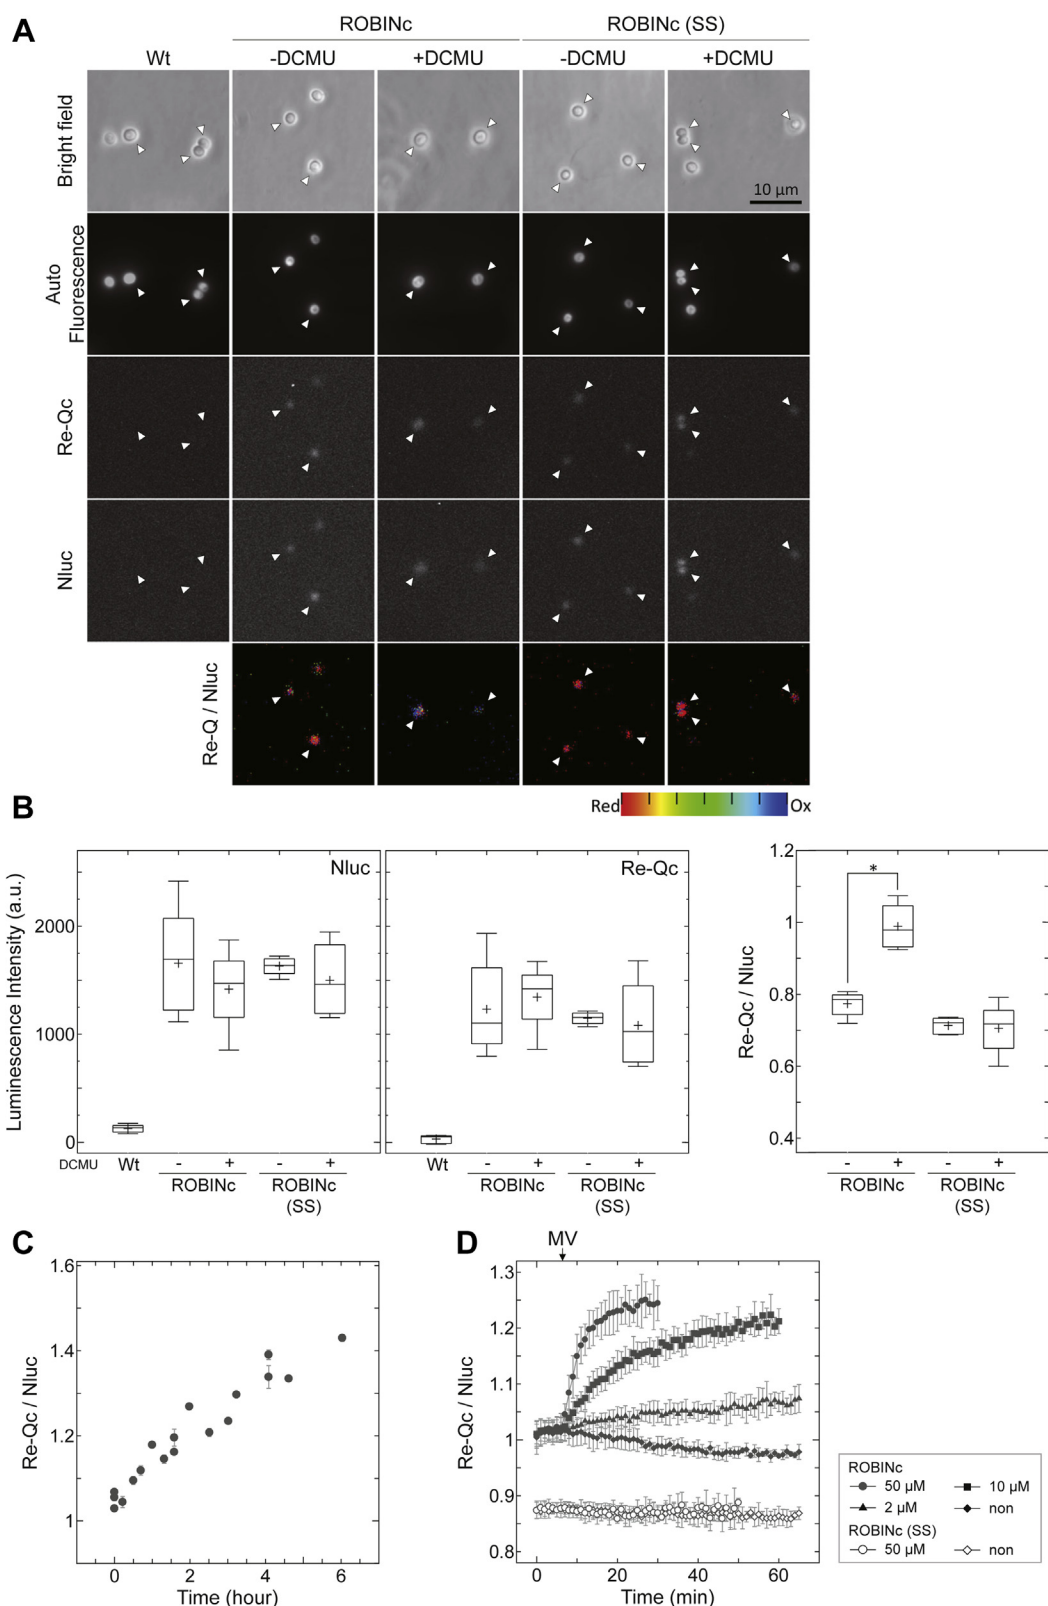 A
ROBINc
ROBINc (SS)
Wt
-DCMU
+DCMU
-DCMU
+DCMU
Bright field
10 µm
Auto
Fluorescence
Re-Qc
Nluc
Re-Q / Nluc
Red
Ox
B
Luminescence Intensity (a.u.)
2000
1000
0
Nluc
Re-Qc
DCMU
Wt
-
+
-
+
ROBINc
ROBINc
(SS)
Wt
-
+
-
+
ROBINc
ROBINc
(SS)
Re-Qc / Nluc
1.2
1
0.8
0.6
0.4
*
-
+
-
+
ROBINc
ROBINc
(SS)
C
Re-Qc / Nluc
1.6
1.4
1.2
1
0
2
4
6
Time (hour)
D
MV
Re-Qc / Nluc
1.3
1.2
1.1
1
0.9
0.8
0
20
40
60
Time (min)
ROBINc
50 µM
10 µM
2 µM
non
ROBINc (SS)
50 µM
non